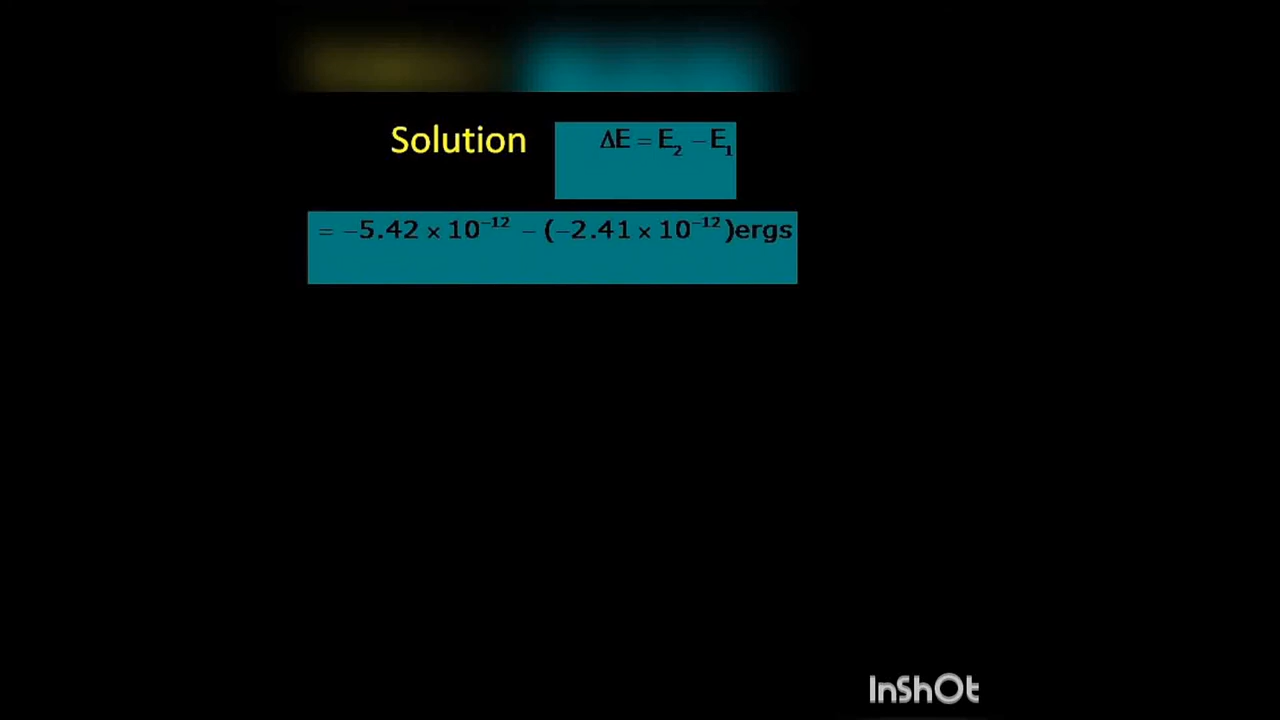 Solution ΔE = E₂ − E₁
= −5.42 × 10⁻¹² − (−2.41 × 10⁻¹²)ergs
InShOt